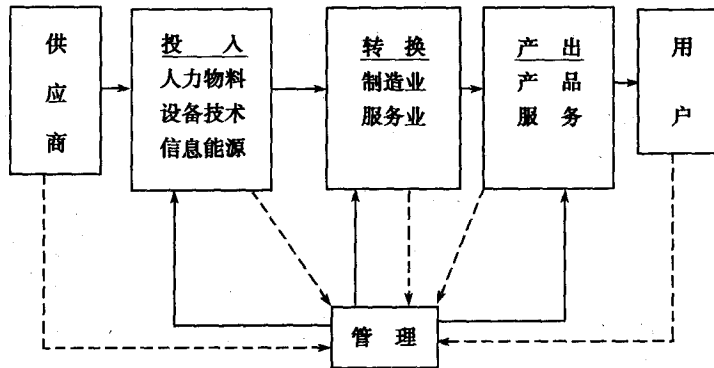 供应商
投入
人力物料
设备技术
信息能源
转换
制造业
服务业
产出
产品
服务
用户
管理